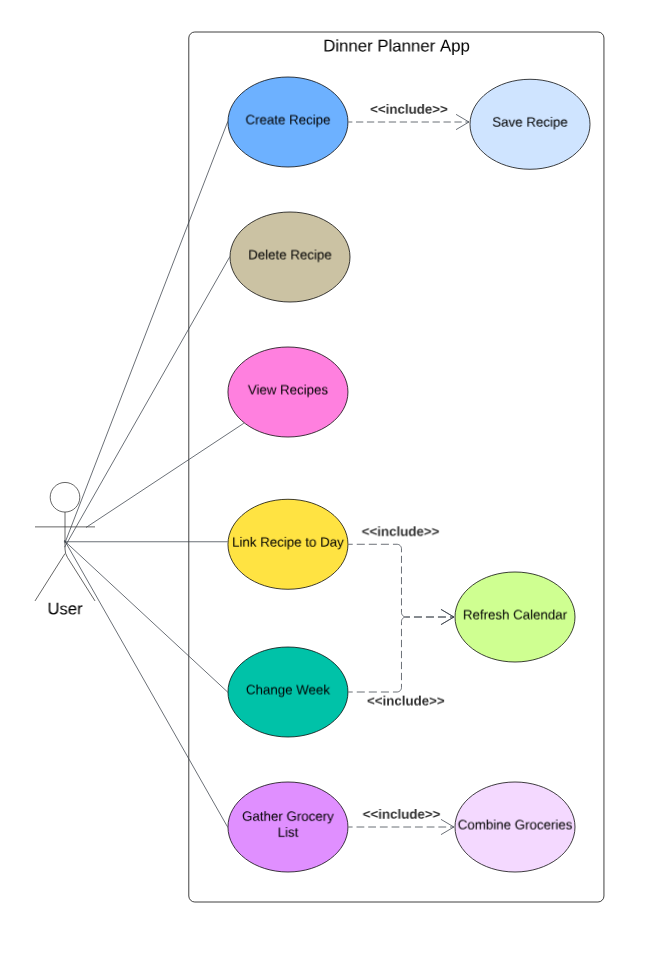 Dinner Planner App
Create Recipe
<<include>>
Save Recipe
Delete Recipe
View Recipes
User
Link Recipe to Day
<<include>>
Refresh Calendar
Change Week
<<include>>
Gather Grocery
List
<<include>>
Combine Groceries